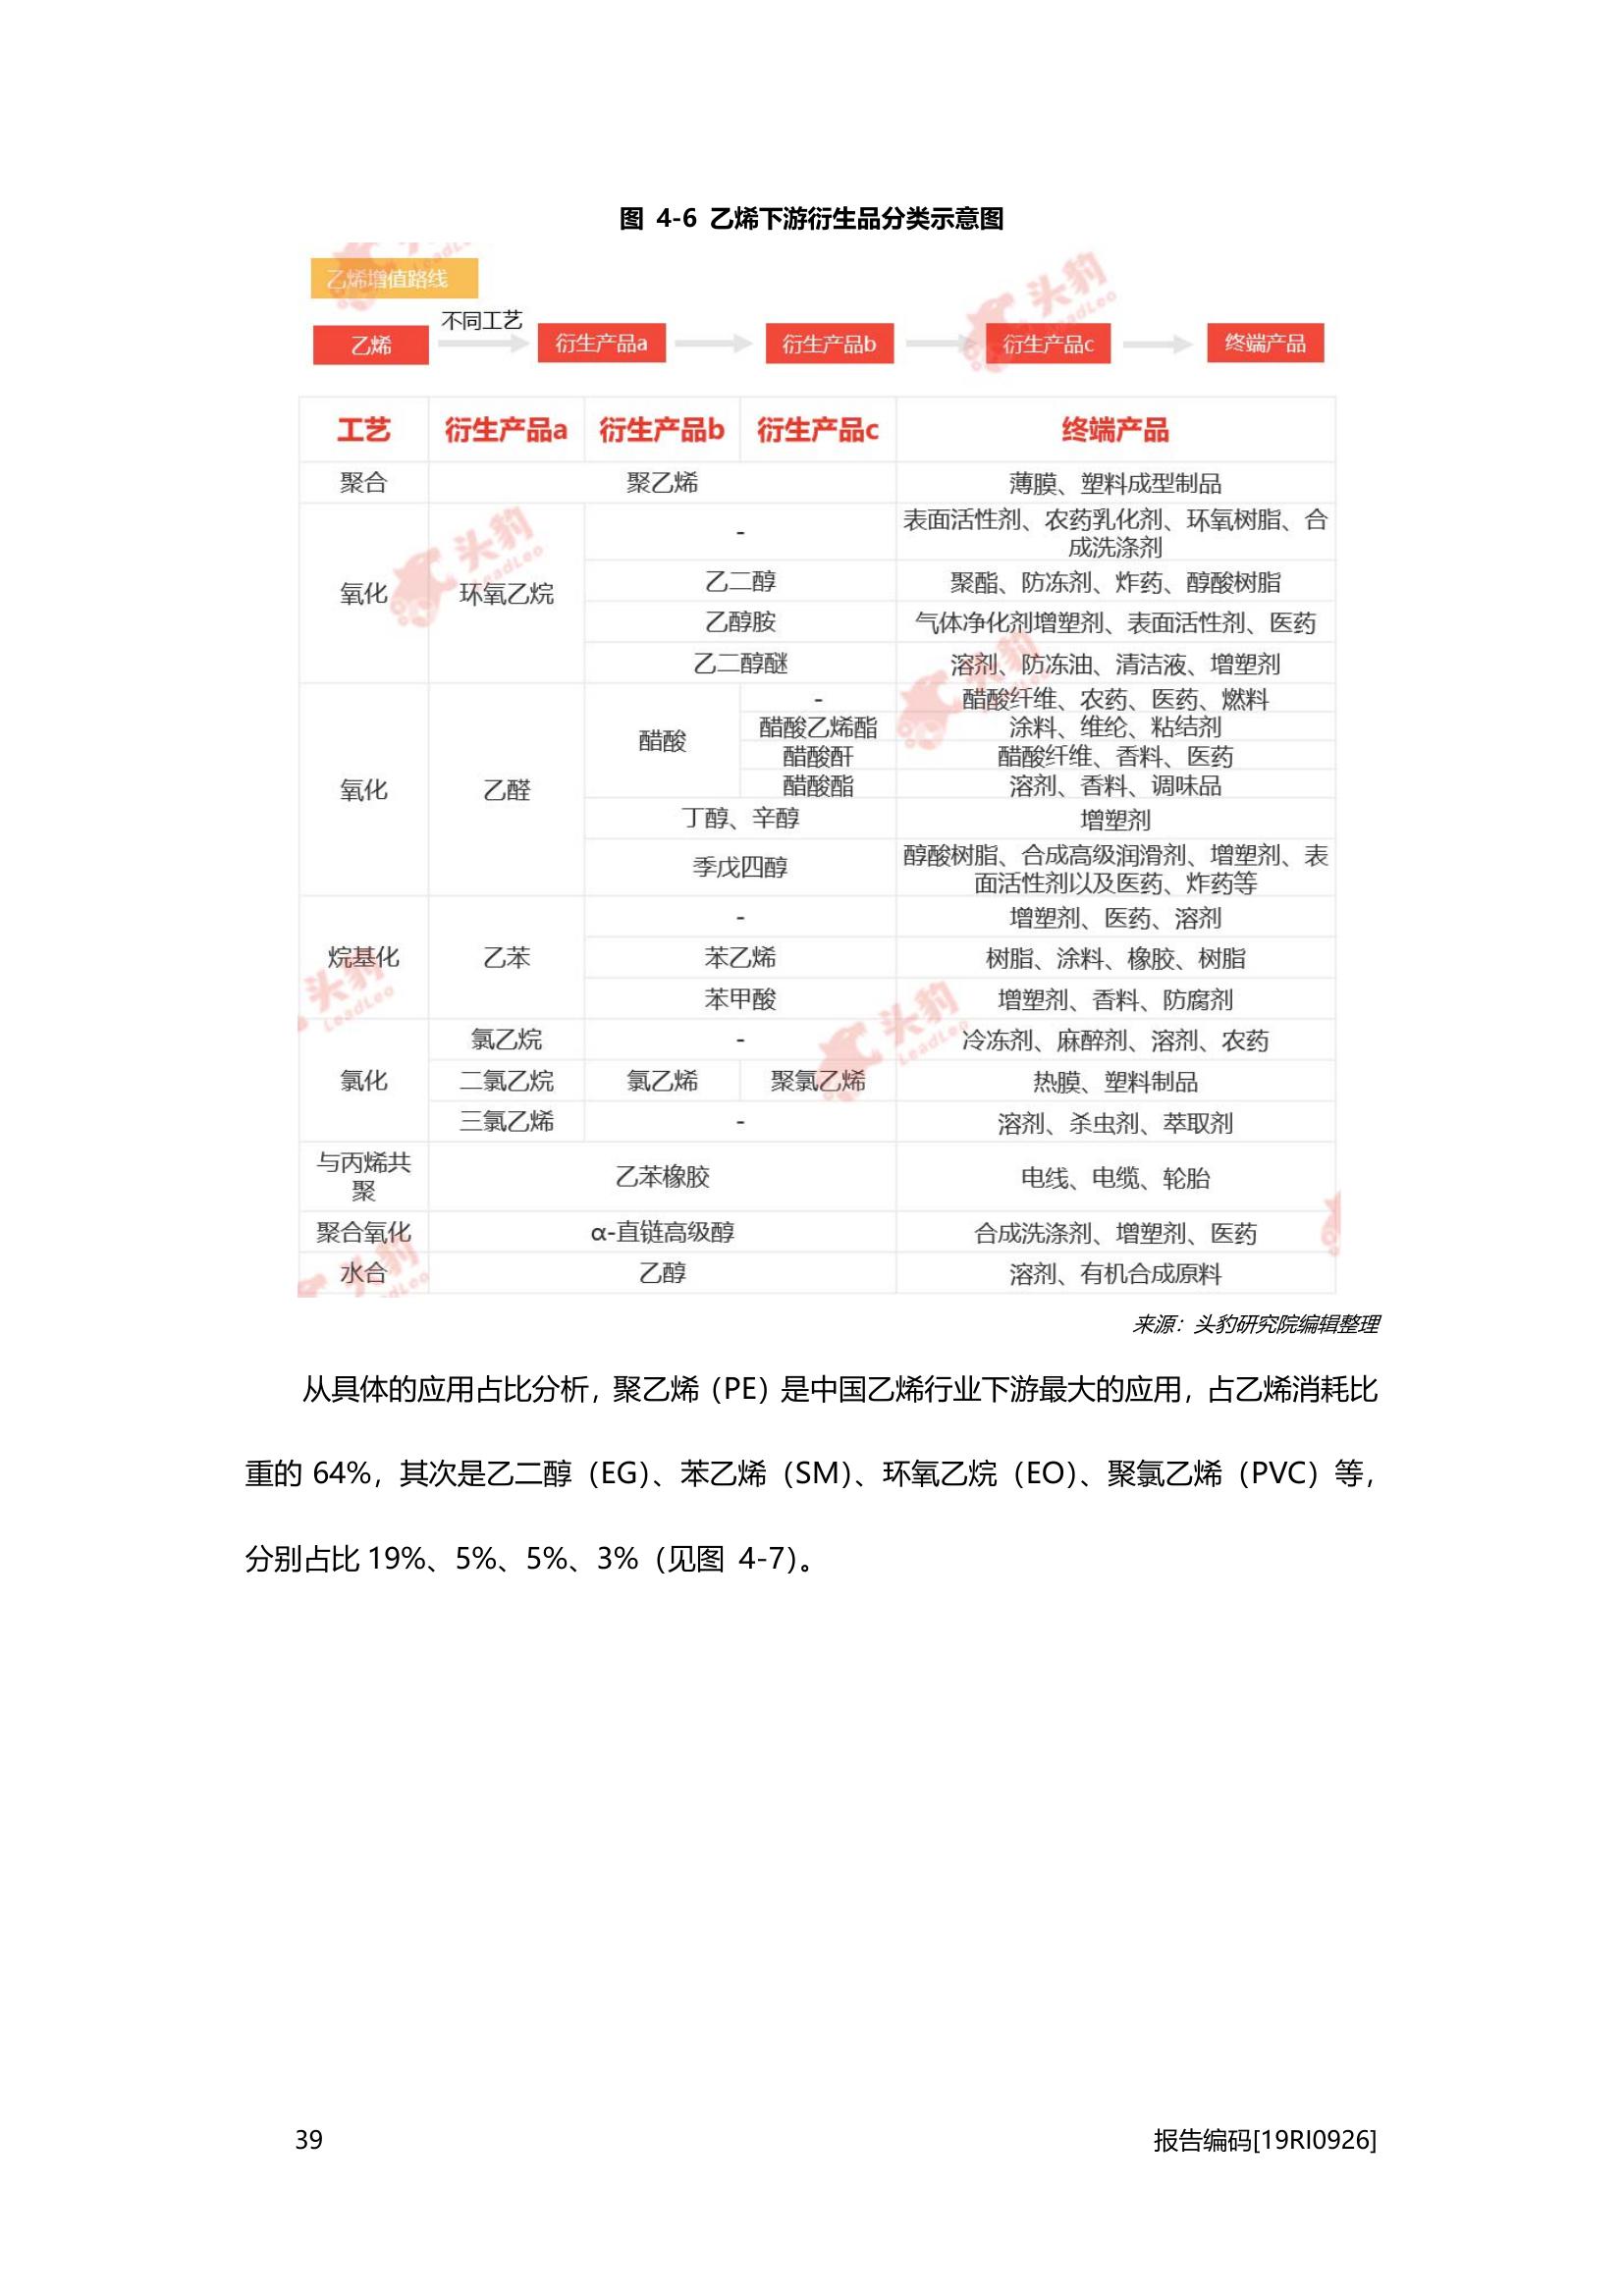 图 4-6 乙烯下游衍生品分类示意图
乙烯增值路线
乙烯 不同工艺 衍生产品a 衍生产品b 衍生产品c 终端产品
工艺 衍生产品a 衍生产品b 衍生产品c 终端产品
聚合 聚乙烯 薄膜、塑料成型制品
氧化 环氧乙烷 - 表面活性剂、农药乳化剂、环氧树脂、合
成洗涤剂
乙二醇 聚酯、防冻剂、炸药、醇酸树脂
乙醇胺 气体净化剂增塑剂、表面活性剂、医药
乙二醇醚 溶剂、防冻油、清洁液、增塑剂
氧化 乙醛 醋酸 - 醋酸纤维、农药、医药、燃料
醋酸乙烯酯 涂料、维纶、粘结剂
醋酸酐 醋酸纤维、香料、医药
醋酸酯 溶剂、香料、调味品
丁醇、辛醇 增塑剂
季戊四醇 醇酸树脂、合成高级润滑剂、增塑剂、表
面活性剂以及医药、炸药等
烷基化 乙苯 - 增塑剂、医药、溶剂
苯乙烯 树脂、涂料、橡胶、树脂
苯甲酸 增塑剂、香料、防腐剂
氯化 氯乙烷 - 冷冻剂、麻醉剂、溶剂、农药
二氯乙烷 氯乙烯 聚氯乙烯 热膜、塑料制品
三氯乙烯 - 溶剂、杀虫剂、萃取剂
与丙烯共
聚 乙苯橡胶 电线、电缆、轮胎
聚合氧化 α-直链高级醇 合成洗涤剂、增塑剂、医药
水合 乙醇 溶剂、有机合成原料
头豹
LeadLeo
来源：头豹研究院编辑整理
从具体的应用占比分析，聚乙烯（PE）是中国乙烯行业下游最大的应用，占乙烯消耗比
重的 64%，其次是乙二醇（EG）、苯乙烯（SM）、环氧乙烷（EO）、聚氯乙烯（PVC）等，
分别占比 19%、5%、5%、3%（见图 4-7）。
39 报告编码[19RI0926]